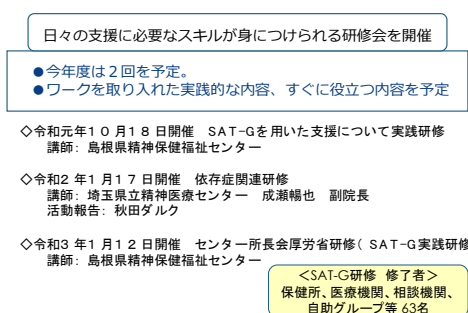 日々の支援に必要なスキルが身につけられる研修会を開催
●今年度は２回を予定。
●ワークを取り入れた実践的な内容、すぐに役立つ内容を予定
◇令和元年１０月１８日開催　SAT-Gを用いた支援について実践研修
講師：島根県精神保健福祉センター
◇令和２年１月１７日開催　依存症関連研修
講師：埼玉県立精神医療センター　成瀬暢也　副院長
活動報告：秋田ダルク
◇令和３年１月１２日開催　センター所長会厚労省研修（SAT-G実践研修
講師：島根県精神保健福祉センター
＜SAT-G研修　修了者＞
保健所、医療機関、相談機関、
自助グループ等 63名